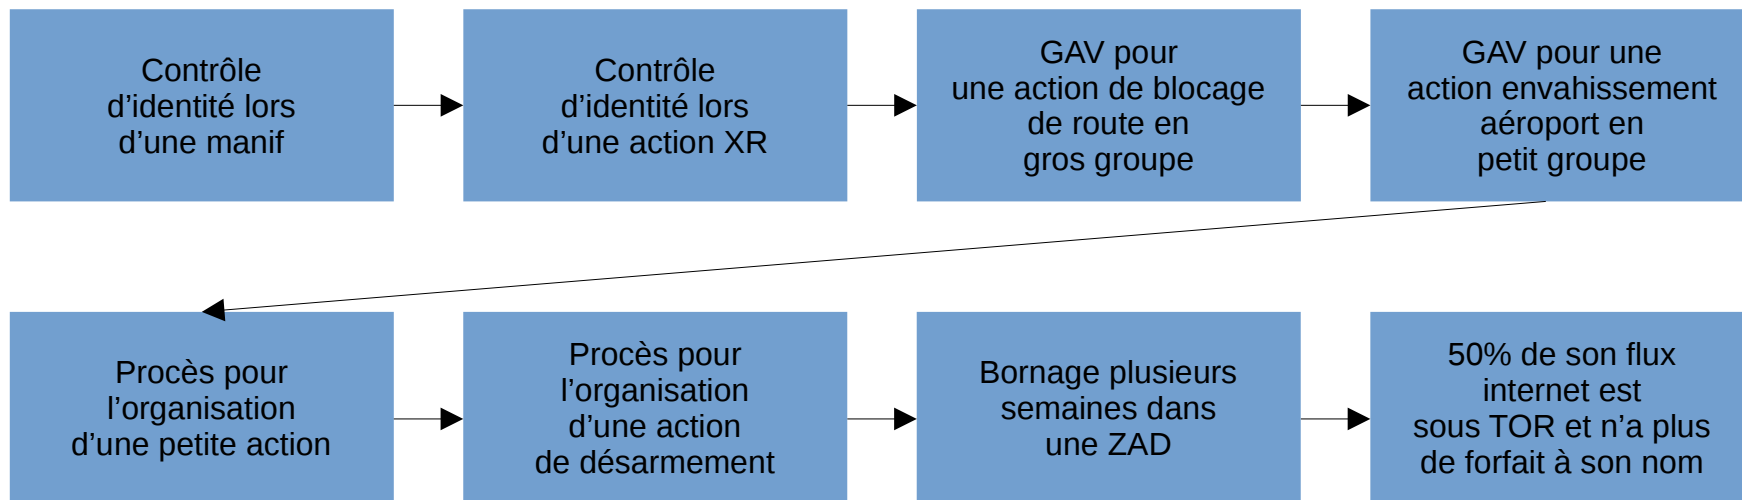 Contrôle
d’identité lors
d’une manif
Contrôle
d’identité lors
d’une action XR
GAV pour
une action de blocage
de route en
gros groupe
GAV pour une
action envahissement
aéroport en
petit groupe
Procès pour
l’organisation
d’une petite action
Procès pour
l’organisation
d’une action
de désarmement
Bornage plusieurs
semaines dans
une ZAD
50% de son flux
internet est
sous TOR et n’a plus
de forfait à son nom